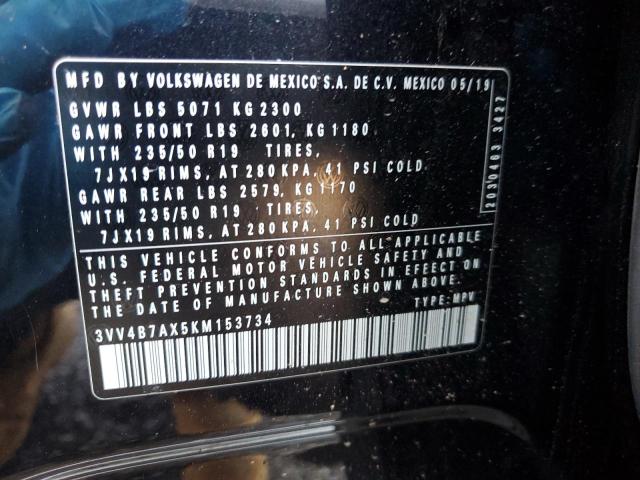 MFD BY VOLKSWAGEN DE MEXICO S.A. DE C.V. MEXICO 05/19
GVWR LBS 5071 KG 2300
GAWR FRONT LBS 2601, KG 1180
WITH 235/50 R19 TIRES,
7JX19 RIMS, AT 280 KPA, 41 PSI COLD.
GAWR REAR LBS 2579, KG 1170
WITH 235/50 R19 TIRES,
7JX19 RIMS, AT 280 KPA, 41 PSI COLD
THIS VEHICLE CONFORMS TO ALL APPLICABLE
U.S. FEDERAL MOTOR VEHICLE SAFETY AND
THEFT PREVENTION STANDARDS IN EFFECT ON
THE DATE OF MANUFACTURE SHOWN ABOVE.
3VV4B7AX5KM153734 TYPE: MPV
2030463 3427